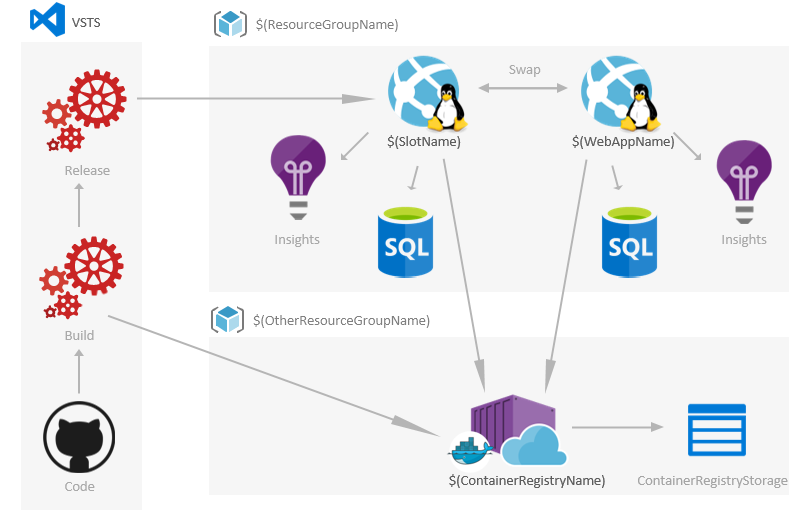 VSTS
$(ResourceGroupName)
Swap
$(SlotName)
$(WebAppName)
Release
Insights
SQL
SQL
Insights
$(OtherResourceGroupName)
Build
Code
$(ContainerRegistryName)
ContainerRegistryStorage